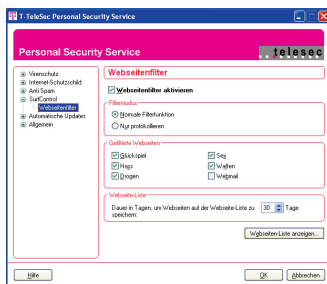 T-TeleSec Personal Security Service
Personal Security Service
telesec
Virenschutz
Internet-Schutzschild
Anti Spam
SurfControl
Webseitenfilter
Automatische Updates
Allgemein
Webseitenfilter
Webseitenfilter aktivieren
Filtermodus
Normale Filterfunktion
Nur protokollieren
Gefilterte Webseiten
Glückspiel
Sex
Hass
Waffen
Drogen
Webmail
Webseite-Liste
Dauer in Tagen, um Webseiten auf der Webseite-Liste zu speichern:
30
Tage
Webseiten-Liste anzeigen...
Hilfe
OK
Abbrechen